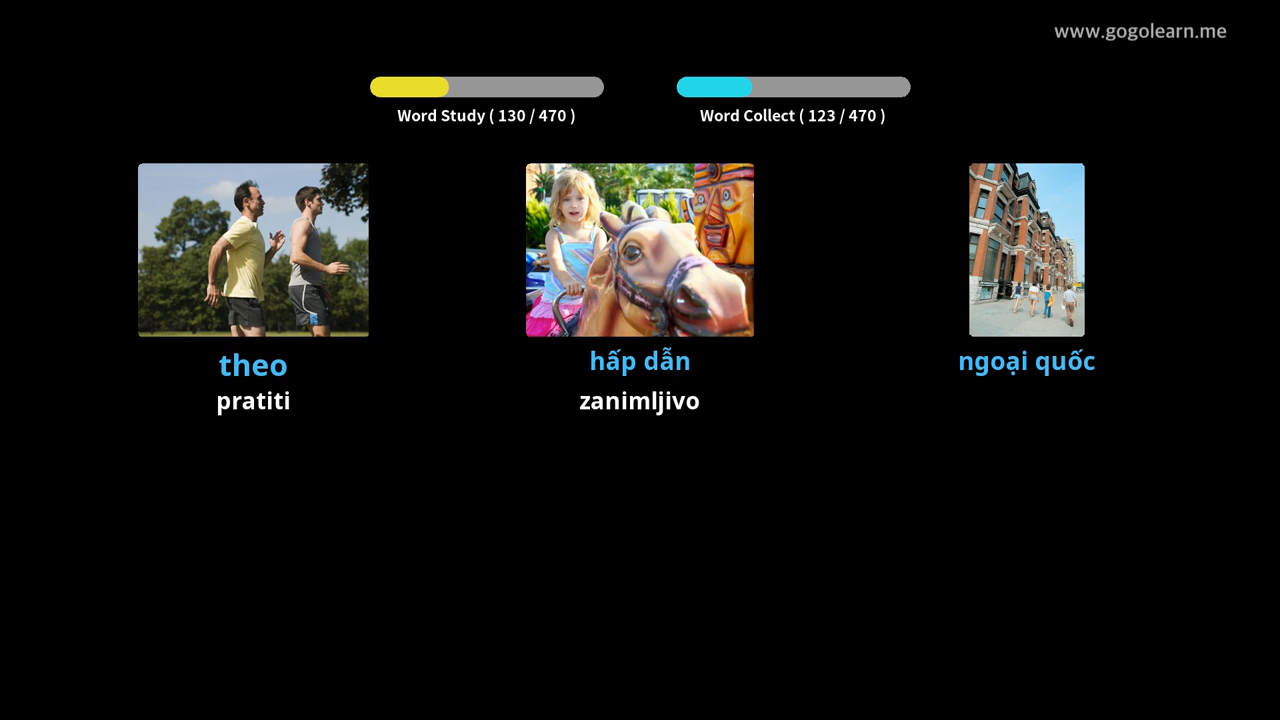 www.gogolearn.me
Word Study ( 130 / 470 )
Word Collect ( 123 / 470 )
theo
pratiti
hấp dẫn
zanimljivo
ngoại quốc